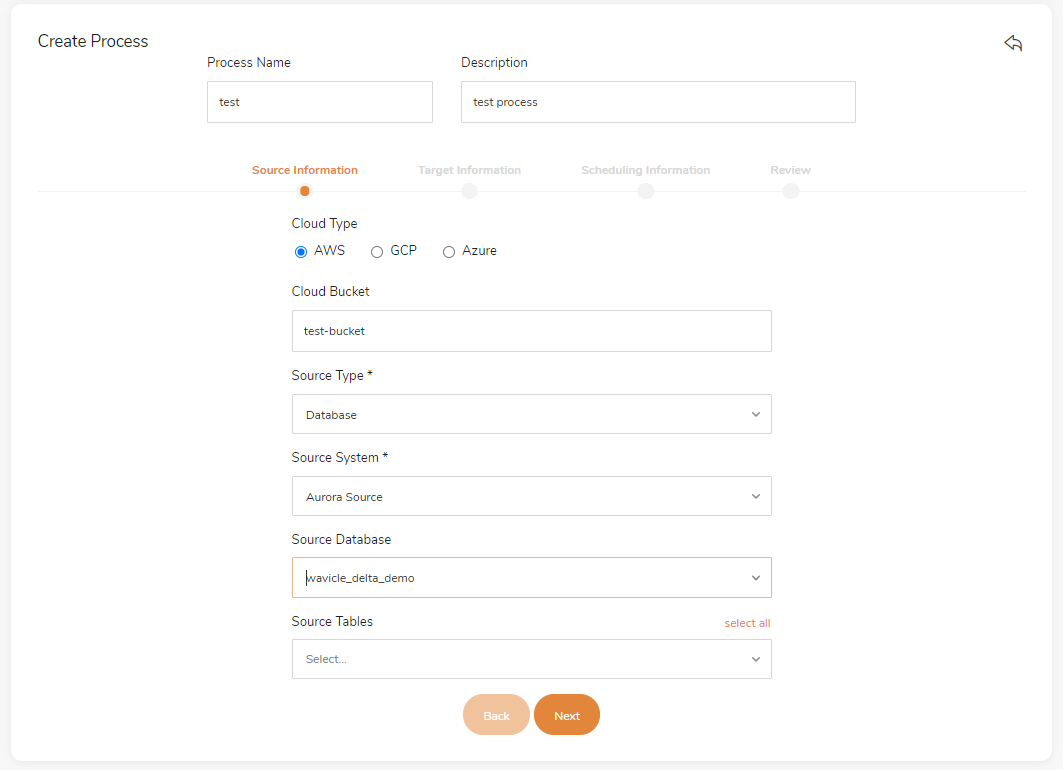 Create Process
Process Name Description
test test process
Source Information Target Information Scheduling Information Review
Cloud Type
AWS GCP Azure
Cloud Bucket
test-bucket
Source Type *
Database
Source System *
Aurora Source
Source Database
wavicle_delta_demo
Source Tables select all
Select...
Back Next